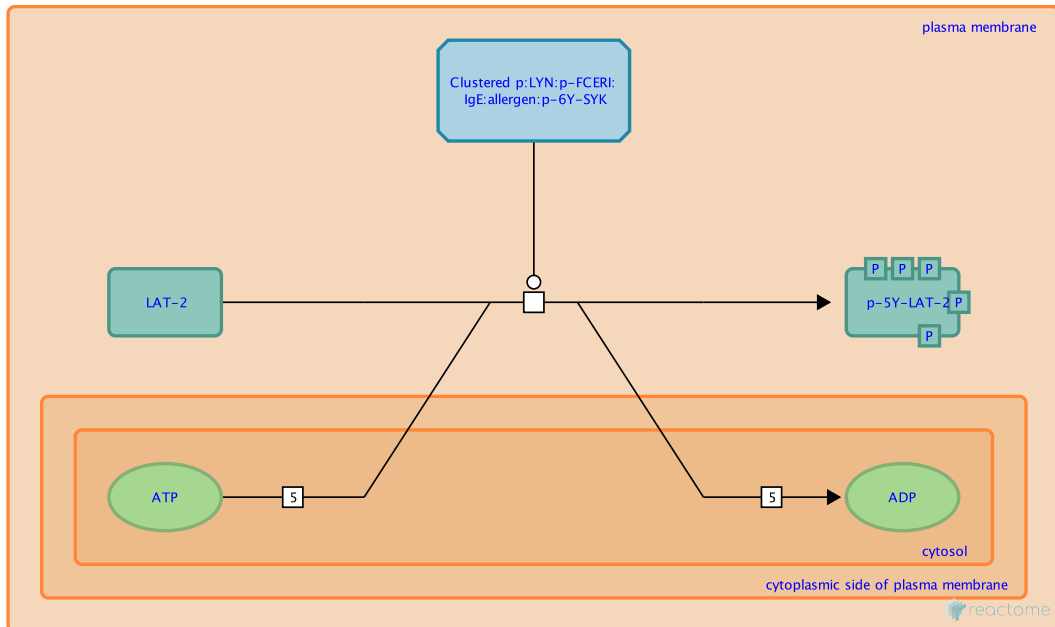 plasma membrane
Clustered p:LYN:p-FCERI:
IgE:allergen:p-6Y-SYK
P P P
LAT-2
p-5Y-LAT-2 P
P
ATP
5
5
ADP
cytosol
cytoplasmic side of plasma membrane
reactome